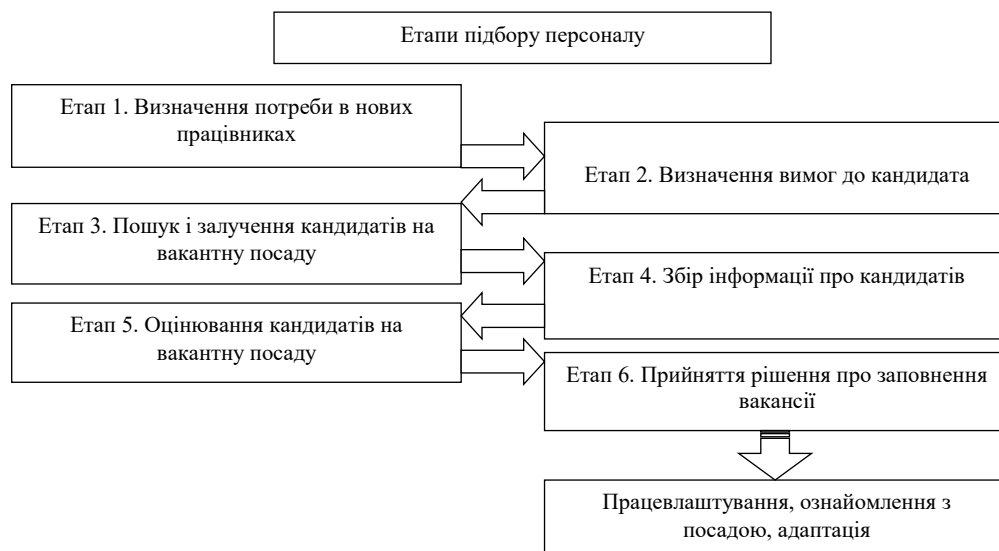 Етапи підбору персоналу
Етап 1. Визначення потреби в нових
працівниках
Етап 2. Визначення вимог до кандидата
Етап 3. Пошук і залучення кандидатів на
вакантну посаду
Етап 4. Збір інформації про кандидатів
Етап 5. Оцінювання кандидатів на
вакантну посаду
Етап 6. Прийняття рішення про заповнення
вакансії
Працевлаштування, ознайомлення з
посадою, адаптація